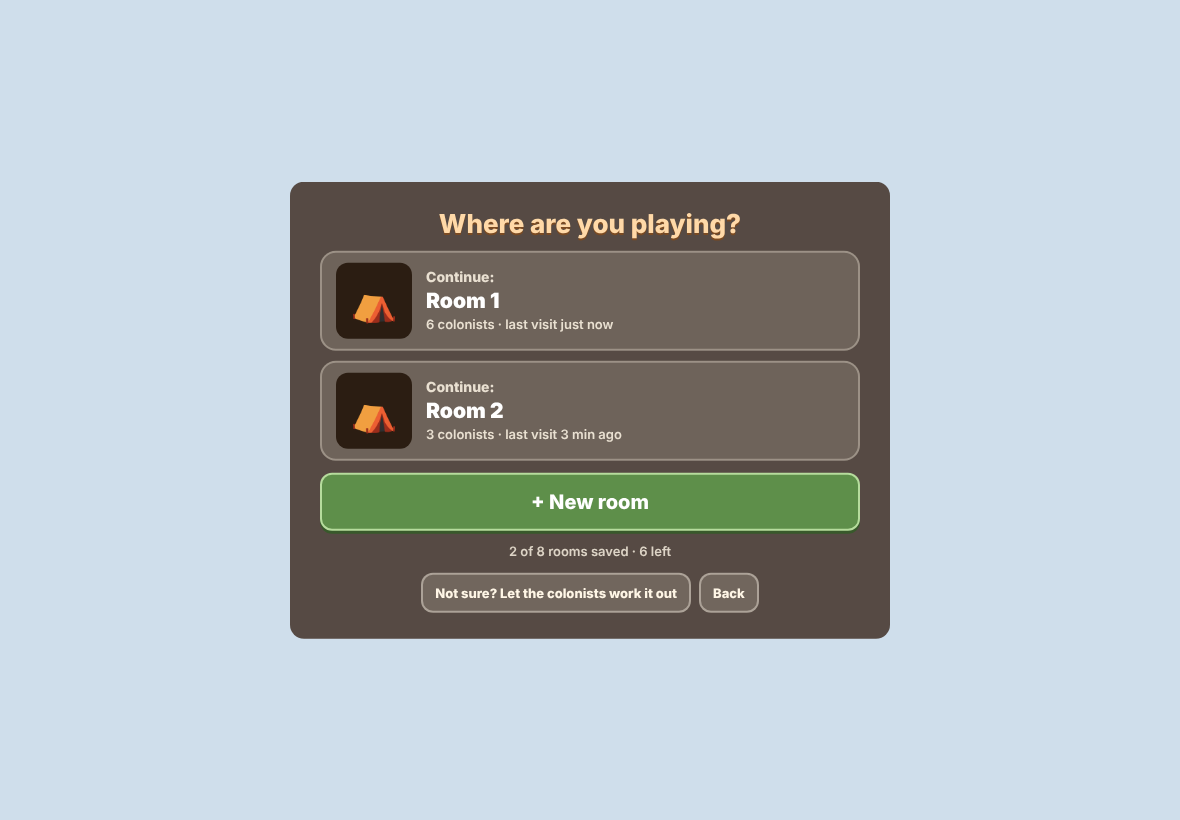 Where are you playing?
Continue:
Room 1
6 colonists · last visit just now
Continue:
Room 2
3 colonists · last visit 3 min ago
+ New room
2 of 8 rooms saved · 6 left
Not sure? Let the colonists work it out
Back